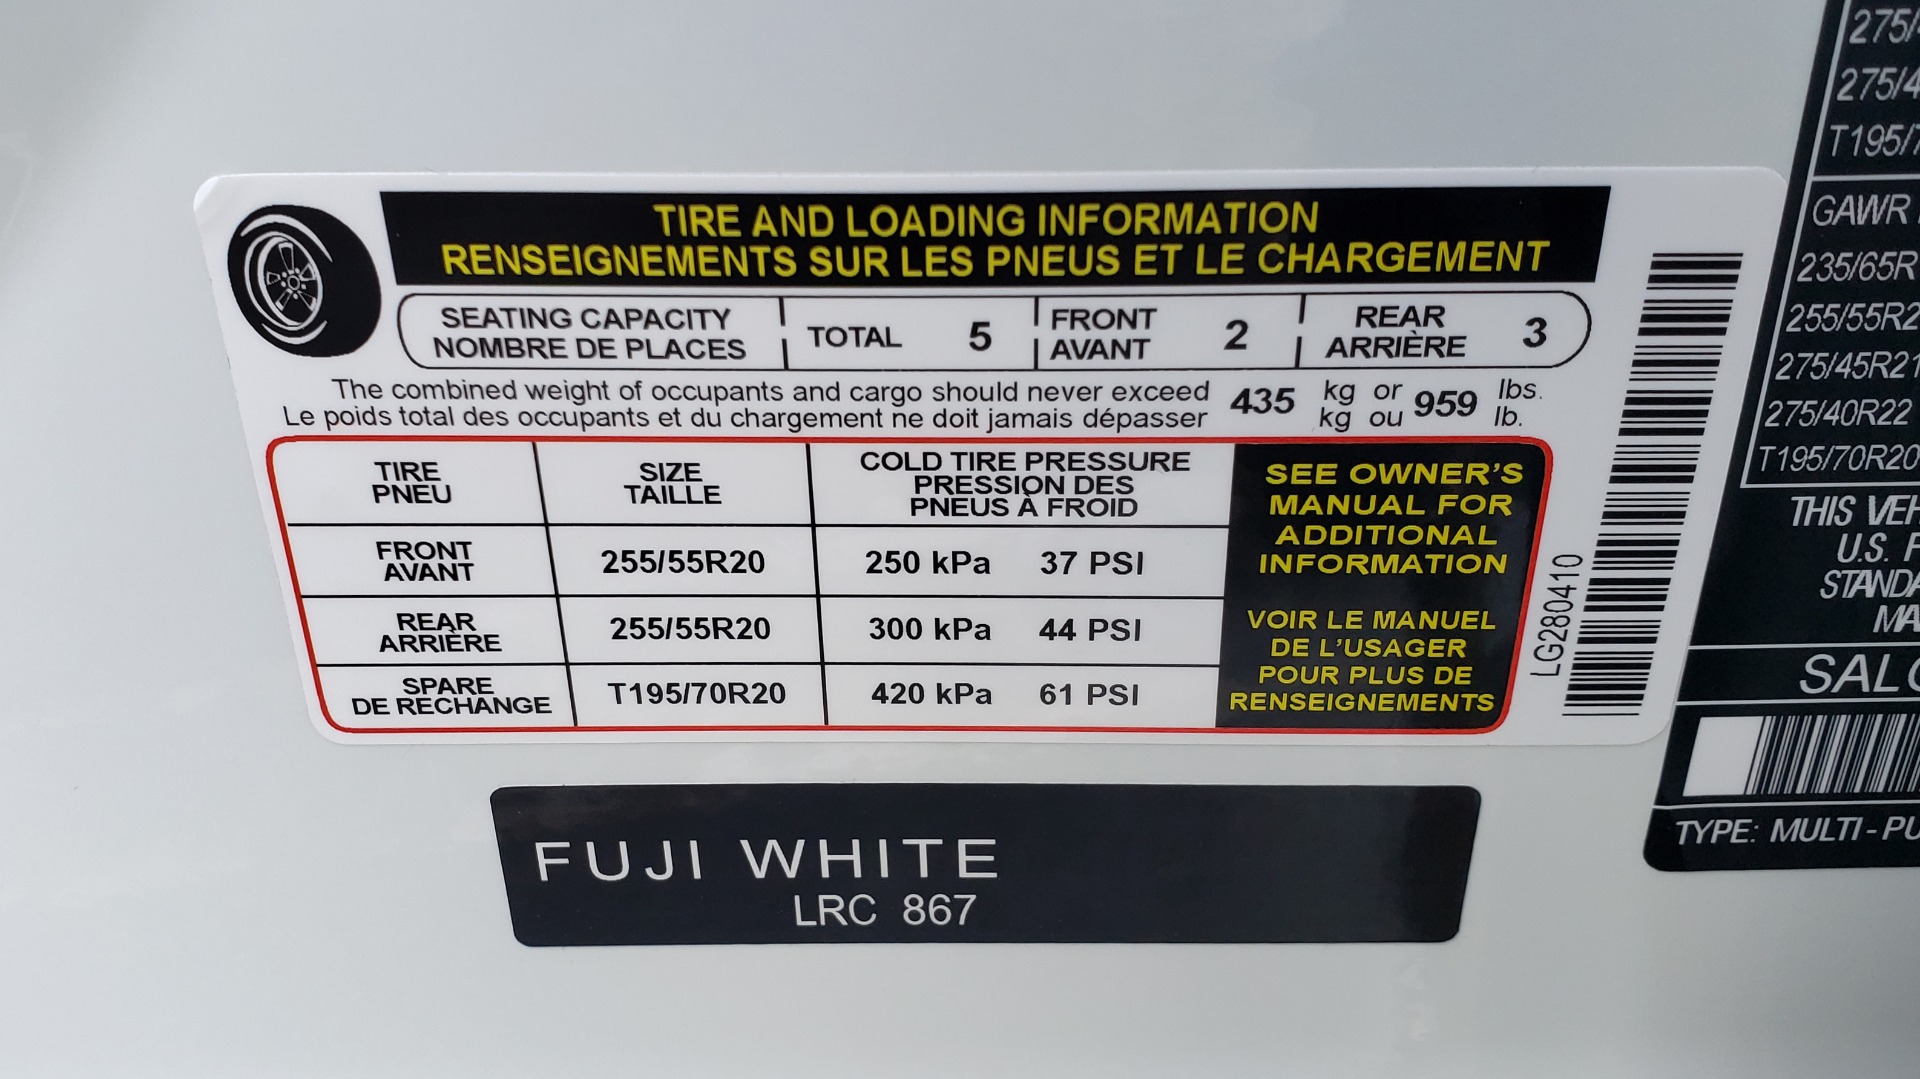 TIRE AND LOADING INFORMATION
RENSEIGNEMENTS SUR LES PNEUS ET LE CHARGEMENT
SEATING CAPACITY
NOMBRE DE PLACES
TOTAL 5
FRONT
AVANT
2
REAR
ARRIÈRE
3
The combined weight of occupants and cargo should never exceed 435 kg or 959 lbs.
Le poids total des occupants et du chargement ne doit jamais dépasser kg ou lb.
TIRE
PNEU
SIZE
TAILLE
COLD TIRE PRESSURE
PRESSION DES
PNEUS À FROID
FRONT
AVANT
255/55R20
250 kPa 37 PSI
REAR
ARRIÈRE
255/55R20
300 kPa 44 PSI
SPARE
DE RECHANGE
T195/70R20
420 kPa 61 PSI
SEE OWNER'S
MANUAL FOR
ADDITIONAL
INFORMATION
VOIR LE MANUEL
DE L'USAGER
POUR PLUS DE
RENSEIGNEMENTS
LG280410
FUJI WHITE
LRC 867
275/4
T195/7
GAWR
235/65R
255/55R2
275/45R21
275/40R22
T195/70R20
THIS VEH
U.S. F
STANDA
MA
TYPE: MULTI-PU